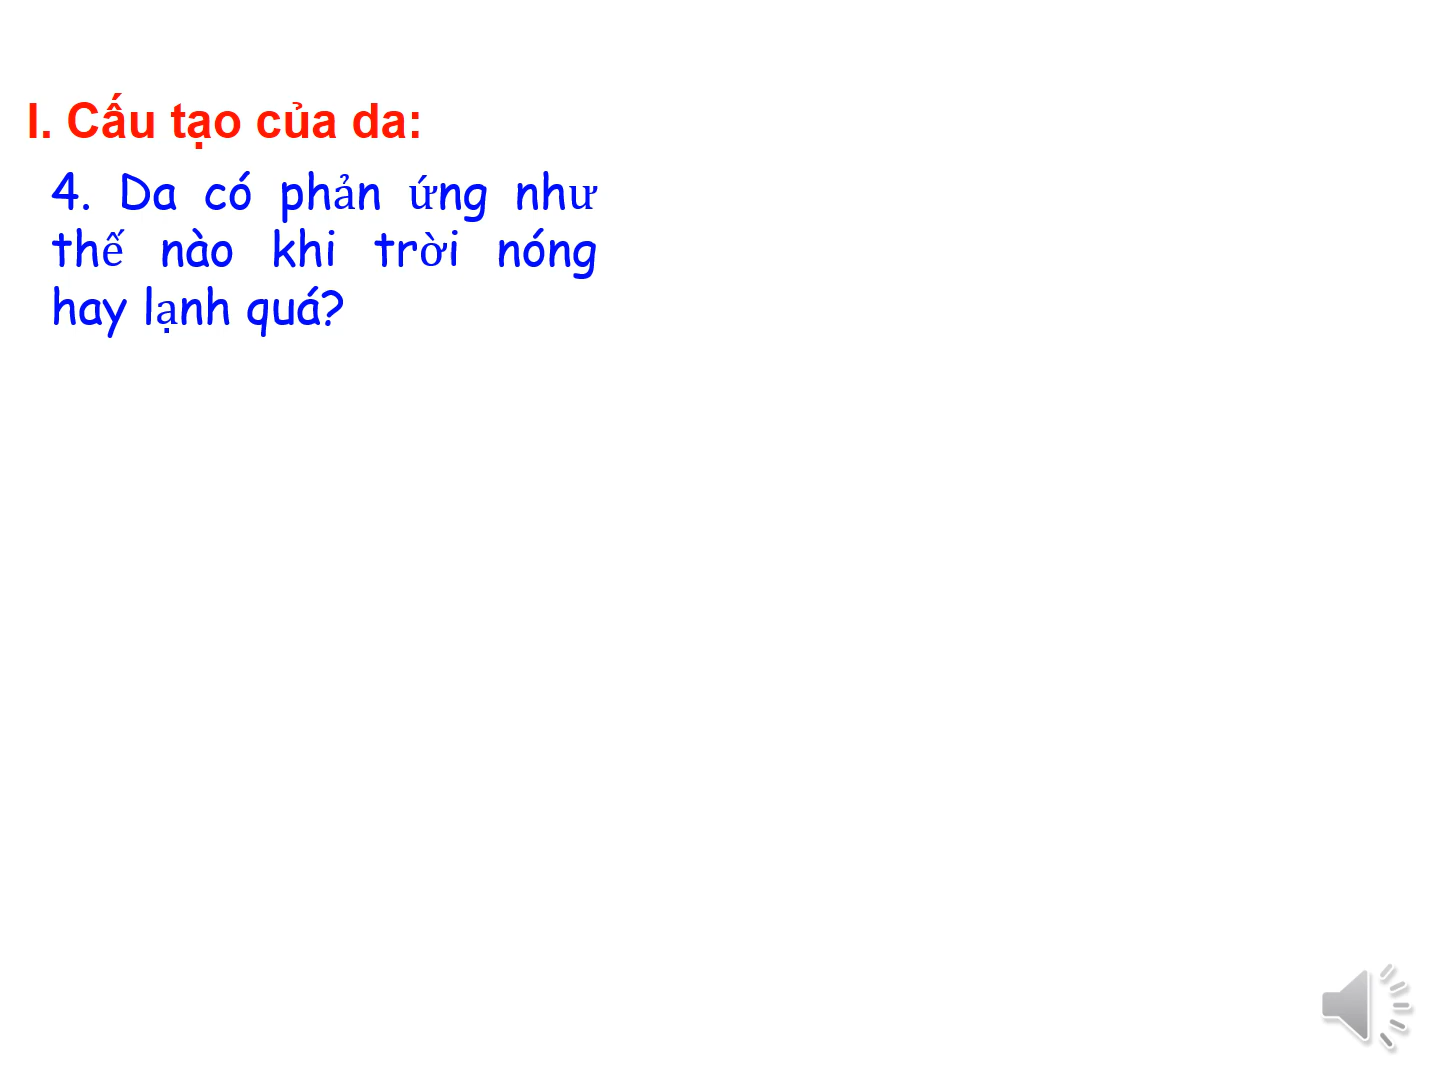 I. Cấu tạo của da:
4. Da có phản ứng như
thế nào khi trời nóng
hay lạnh quá?